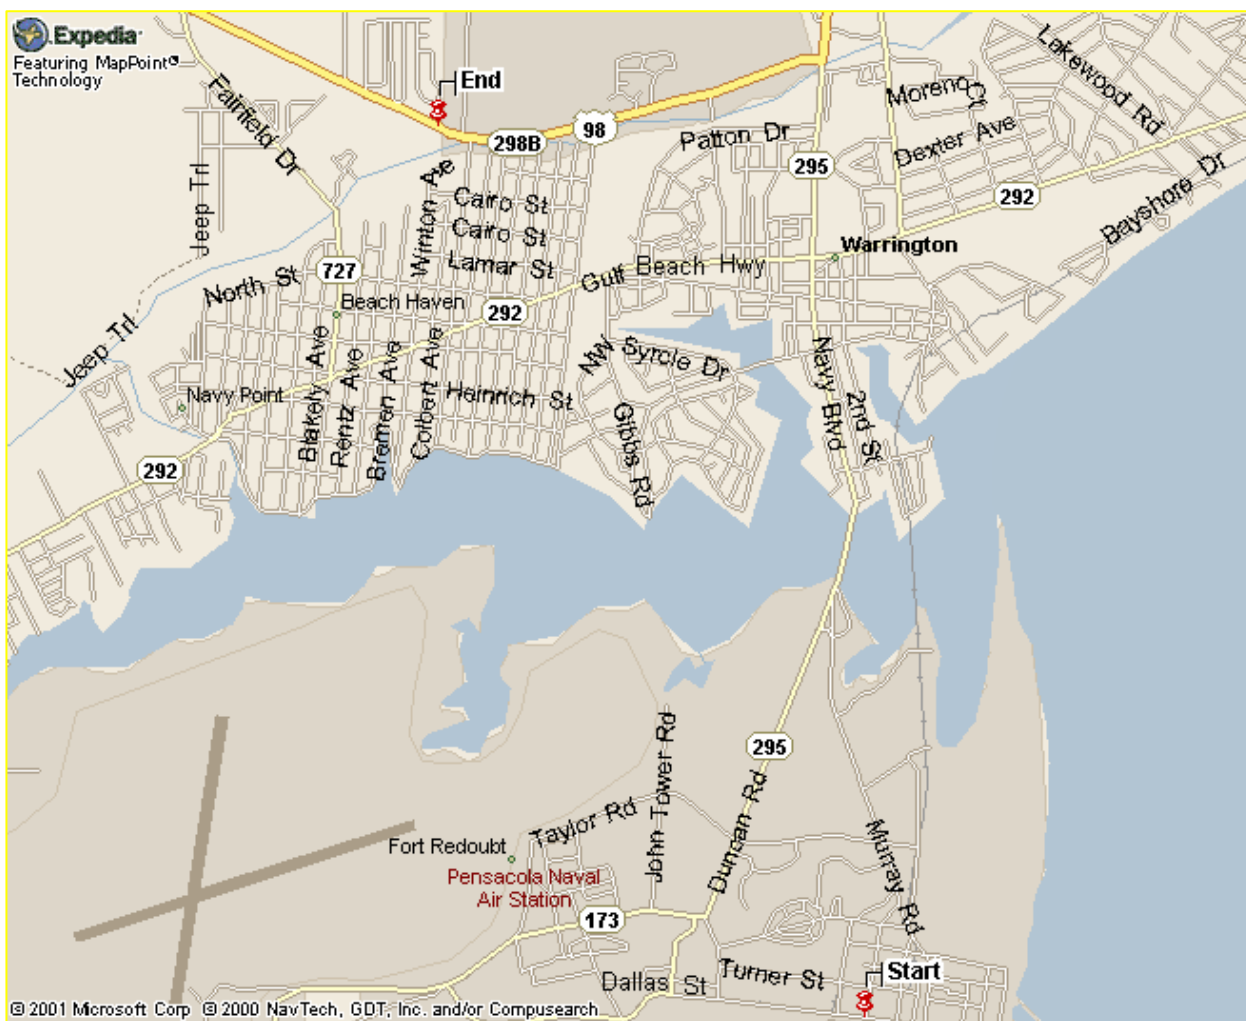 Expedia
Featuring MapPoint®
Technology
End
Fairfield Dr
298B
98
Patton Dr
295
Moreno Ct
Lakewood Rd
Dexter Ave
292
Bayshore Dr
Jeep Trl
Winton Ave
Cairo St
Cairo St
Lamar St
Warrington
Gulf Beach Hwy
North St
727
Beach Haven
292
Jeep Trl
Navy Point
Blakely Ave
Rentz Ave
Bremen Ave
Colbert Ave
Heinrich St
NW Syrcle Dr
Gibbs Rd
Navy Blvd
2nd St
292
295
John Tower Rd
Duncan Rd
Taylor Rd
Murray Rd
Fort Redoubt
Pensacola Naval
Air Station
173
Dallas St
Turner St
Start
© 2001 Microsoft Corp © 2000 NavTech, GDT, Inc. and/or Compusearch